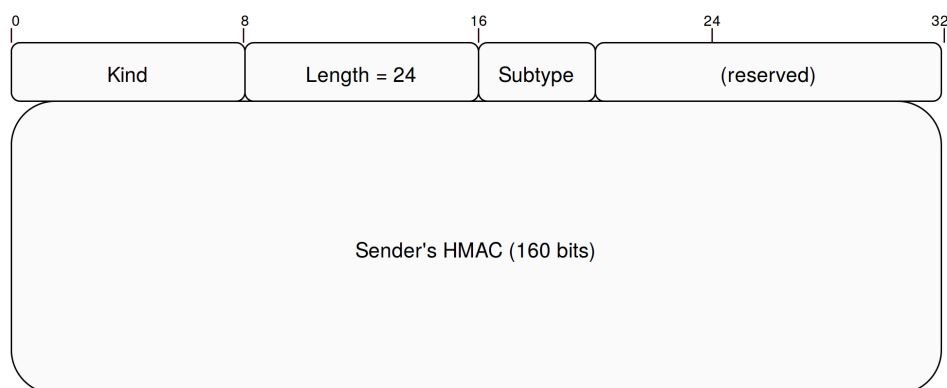 0 8 16 24 32
Kind Length = 24 Subtype (reserved)
Sender's HMAC (160 bits)